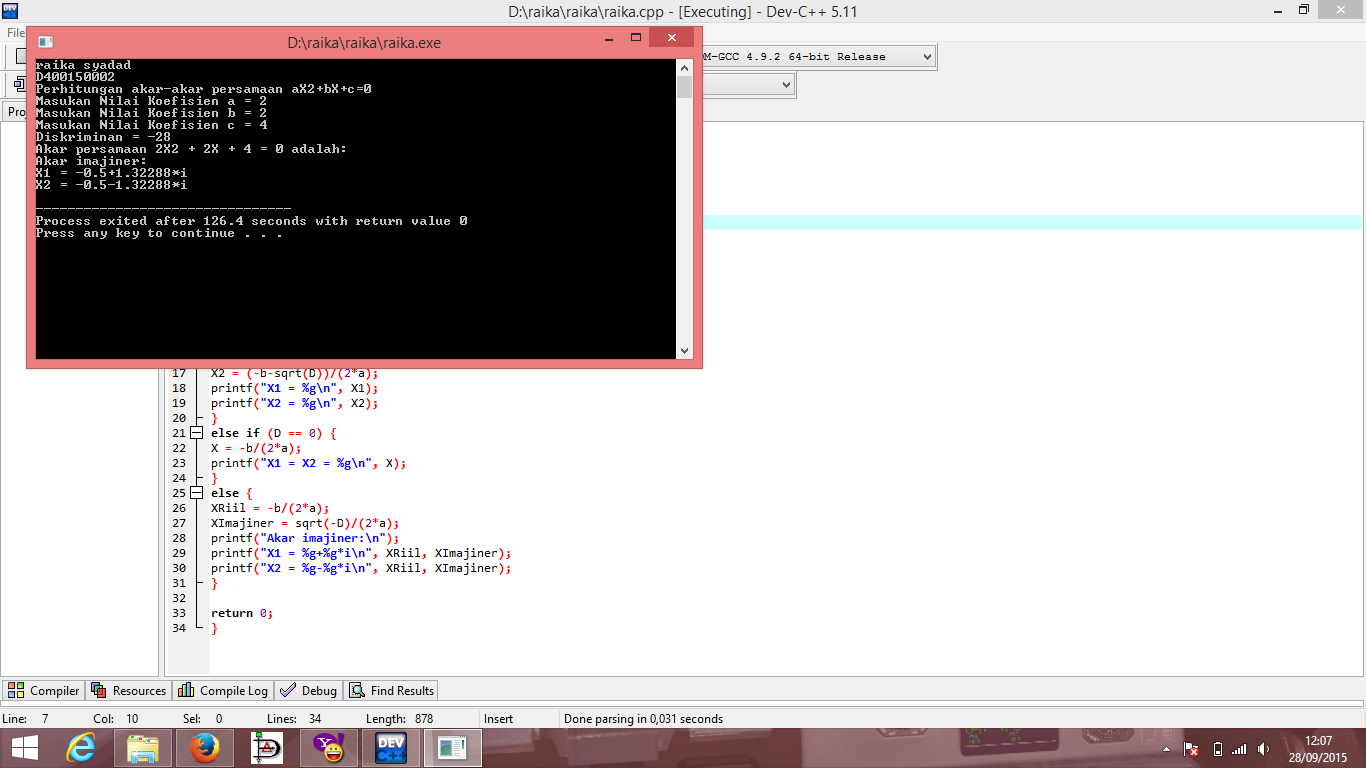 D:\raika\raika\raika.cpp - [Executing] - Dev-C++ 5.11
File
D:\raika\raika\raika.exe
M-GCC 4.9.2 64-bit Release
raika syadad
D400150002
Perhitungan akar-akar persamaan aX2+bX+c=0
Masukan Nilai Koefisien a = 2
Masukan Nilai Koefisien b = 2
Masukan Nilai Koefisien c = 4
Diskriminan = -28
Akar persamaan 2X2 + 2X + 4 = 0 adalah:
Akar imajiner:
X1 = -0.5+1.32288*i
X2 = -0.5-1.32288*i
--------------------------------
Process exited after 126.4 seconds with return value 0
Press any key to continue . . .
17 X2 = (-b-sqrt(D))/(2*a);
18 printf("X1 = %g\n", X1);
19 printf("X2 = %g\n", X2);
20 }
21 else if (D == 0) {
22 X = -b/(2*a);
23 printf("X1 = X2 = %g\n", X);
24 }
25 else {
26 XRiil = -b/(2*a);
27 XImajiner = sqrt(-D)/(2*a);
28 printf("Akar imajiner:\n");
29 printf("X1 = %g+%g*i\n", XRiil, XImajiner);
30 printf("X2 = %g-%g*i\n", XRiil, XImajiner);
31 }
32
33 return 0;
34 }
Compiler Resources Compile Log Debug Find Results
Line: 7 Col: 10 Sel: 0 Lines: 34 Length: 878 Insert Done parsing in 0,031 seconds
DEV C++
12:07
28/09/2015